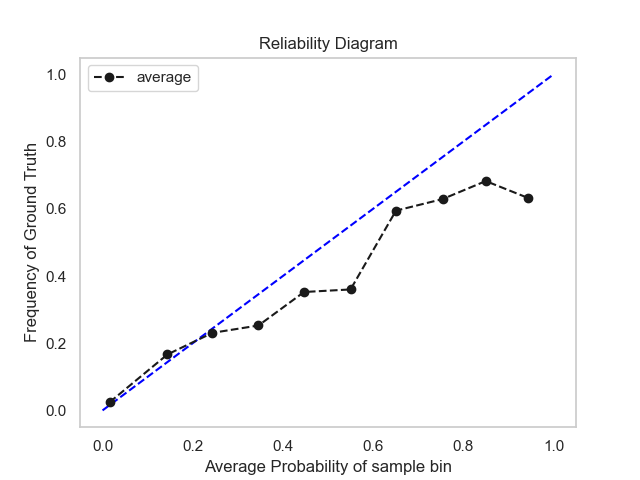 Reliability Diagram
average
Frequency of Ground Truth
1.0
0.8
0.6
0.4
0.2
0.0
0.0 0.2 0.4 0.6 0.8 1.0
Average Probability of sample bin